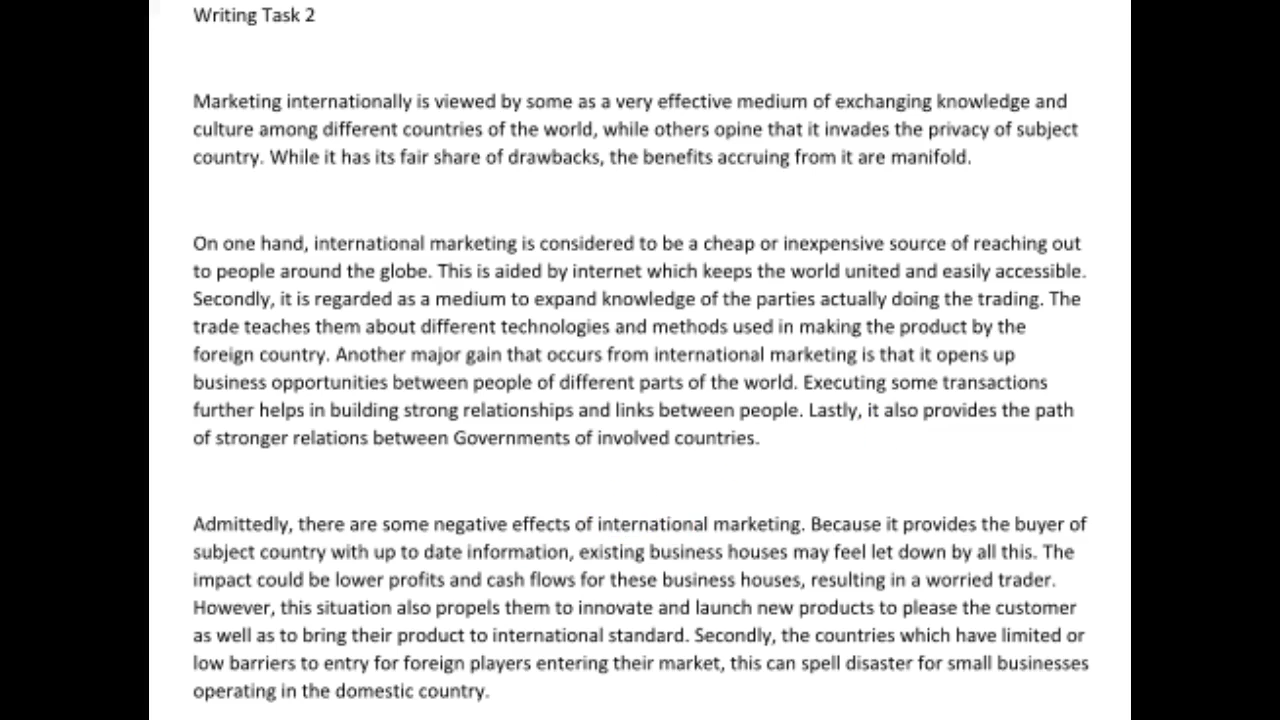 Writing Task 2
Marketing internationally is viewed by some as a very effective medium of exchanging knowledge and
culture among different countries of the world, while others opine that it invades the privacy of subject
country. While it has its fair share of drawbacks, the benefits accruing from it are manifold.
On one hand, international marketing is considered to be a cheap or inexpensive source of reaching out
to people around the globe. This is aided by internet which keeps the world united and easily accessible.
Secondly, it is regarded as a medium to expand knowledge of the parties actually doing the trading. The
trade teaches them about different technologies and methods used in making the product by the
foreign country. Another major gain that occurs from international marketing is that it opens up
business opportunities between people of different parts of the world. Executing some transactions
further helps in building strong relationships and links between people. Lastly, it also provides the path
of stronger relations between Governments of involved countries.
Admittedly, there are some negative effects of international marketing. Because it provides the buyer of
subject country with up to date information, existing business houses may feel let down by all this. The
impact could be lower profits and cash flows for these business houses, resulting in a worried trader.
However, this situation also propels them to innovate and launch new products to please the customer
as well as to bring their product to international standard. Secondly, the countries which have limited or
low barriers to entry for foreign players entering their market, this can spell disaster for small businesses
operating in the domestic country.